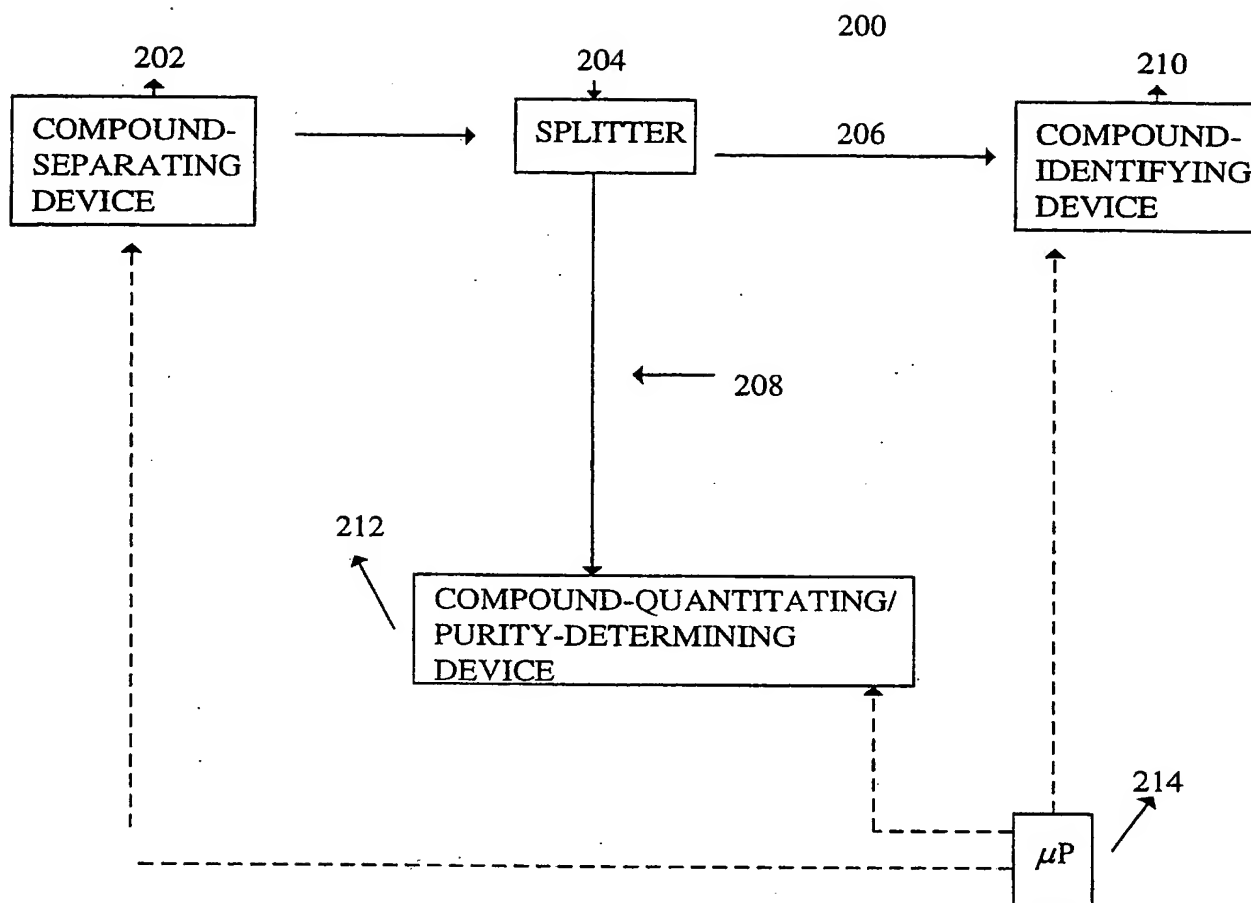 200
202
204
210
COMPOUND-
SEPARATING
DEVICE
SPLITTER
206
COMPOUND-
IDENTIFYING
DEVICE
208
212
COMPOUND-QUANTITATING/
PURITY-DETERMINING
DEVICE
214
μP